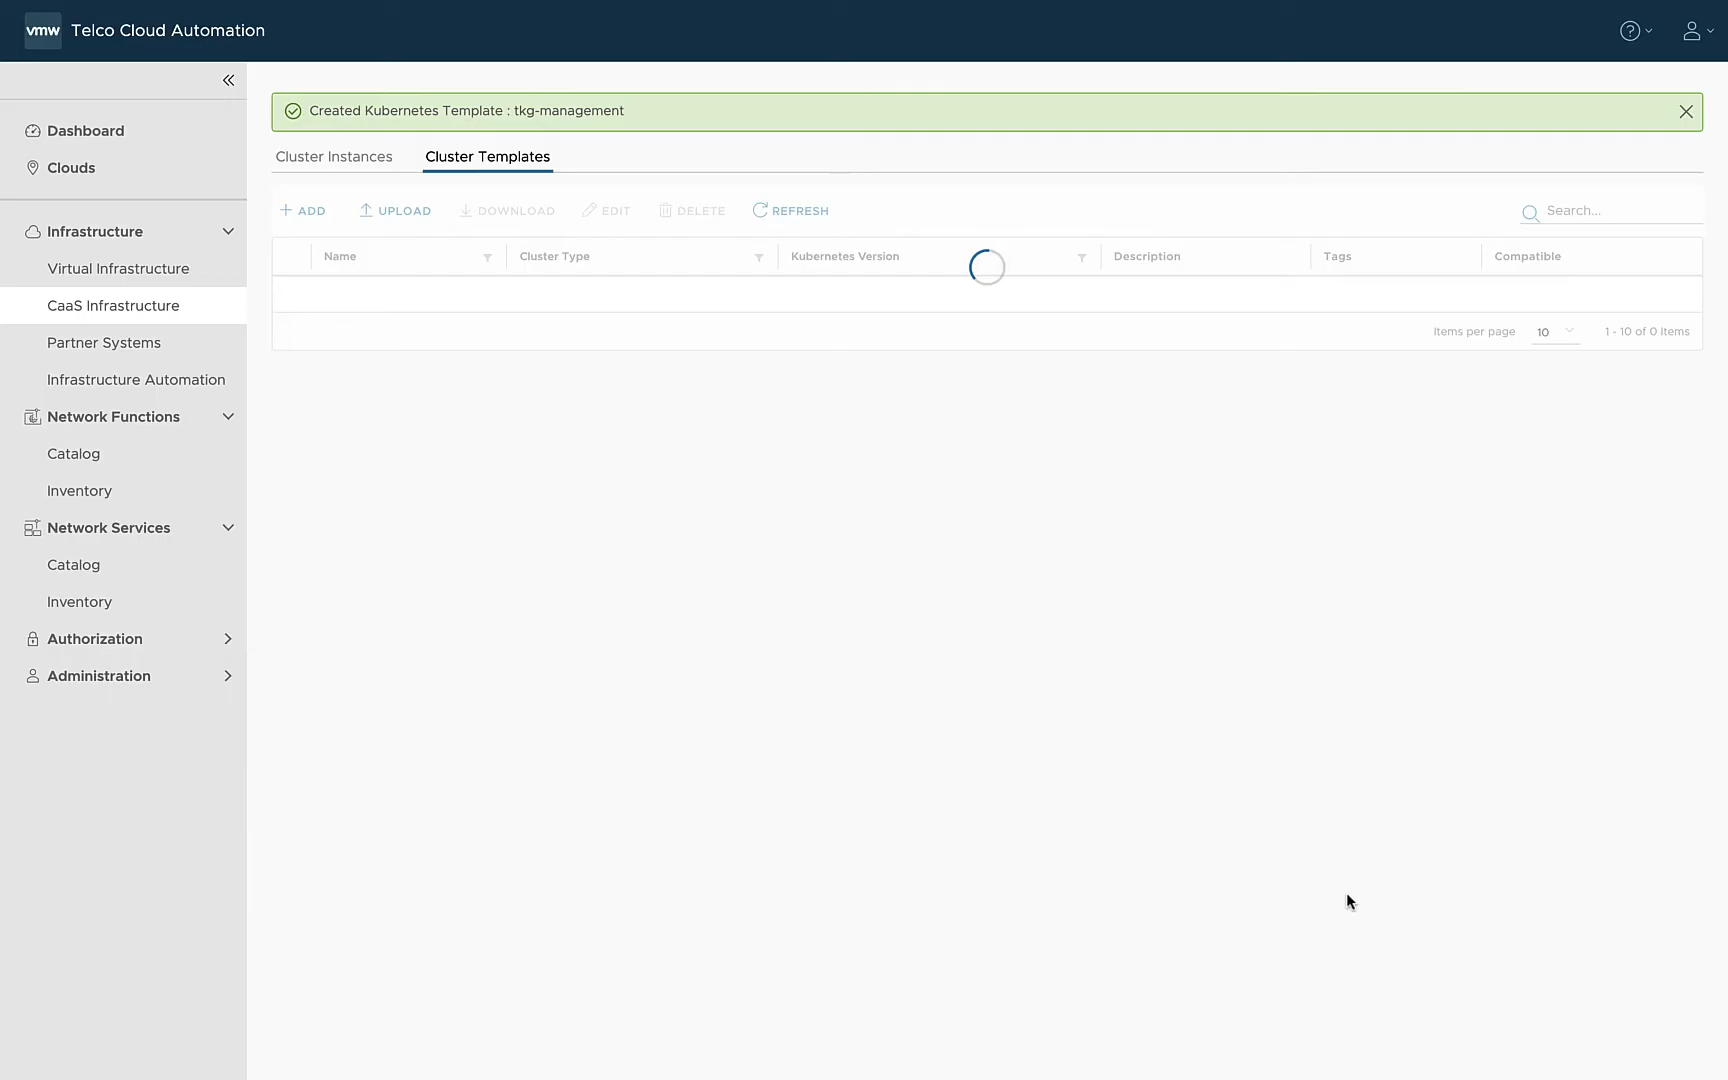 vmw Telco Cloud Automation
Created Kubernetes Template : tkg-management
Dashboard
Clouds
Infrastructure
Virtual Infrastructure
CaaS Infrastructure
Partner Systems
Infrastructure Automation
Network Functions
Catalog
Inventory
Network Services
Catalog
Inventory
Authorization
Administration
Cluster Instances Cluster Templates
ADD UPLOAD DOWNLOAD EDIT DELETE REFRESH Search...
Name Cluster Type Kubernetes Version Description Tags Compatible
Items per page 10 1 - 10 of 0 items